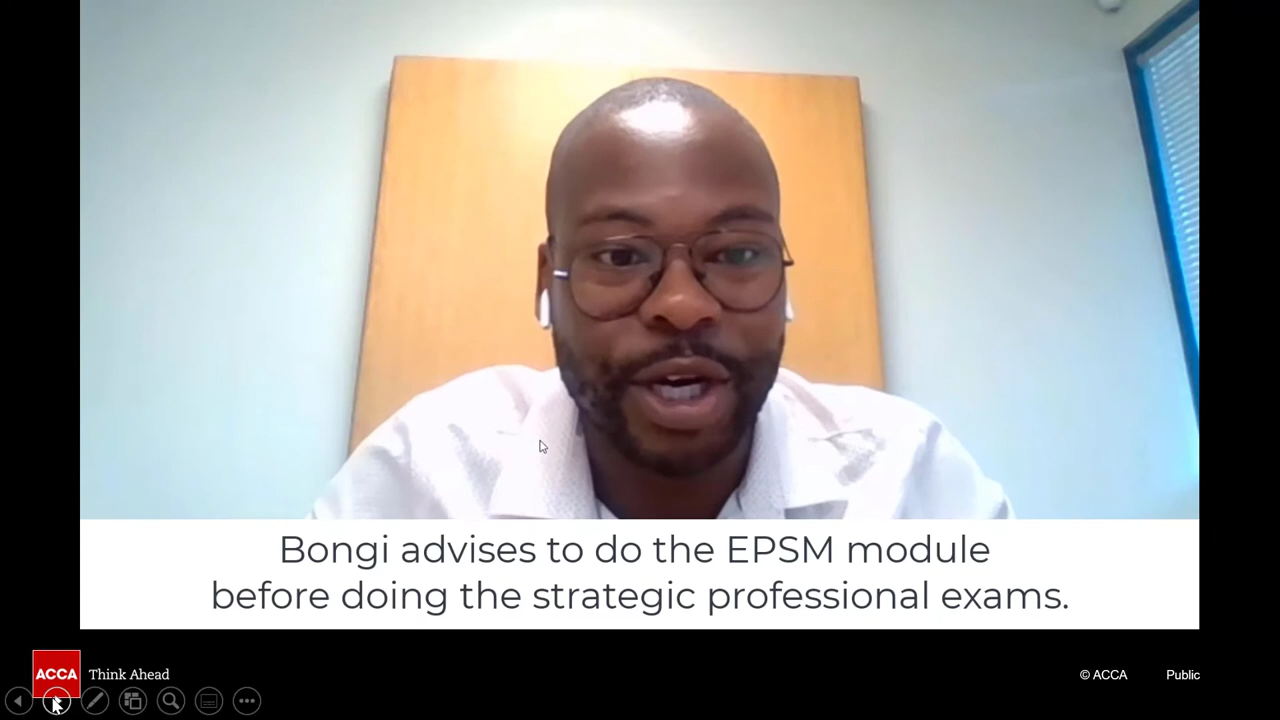 Bongi advises to do the EPSM module
before doing the strategic professional exams.
ACCA Think Ahead
© ACCA Public